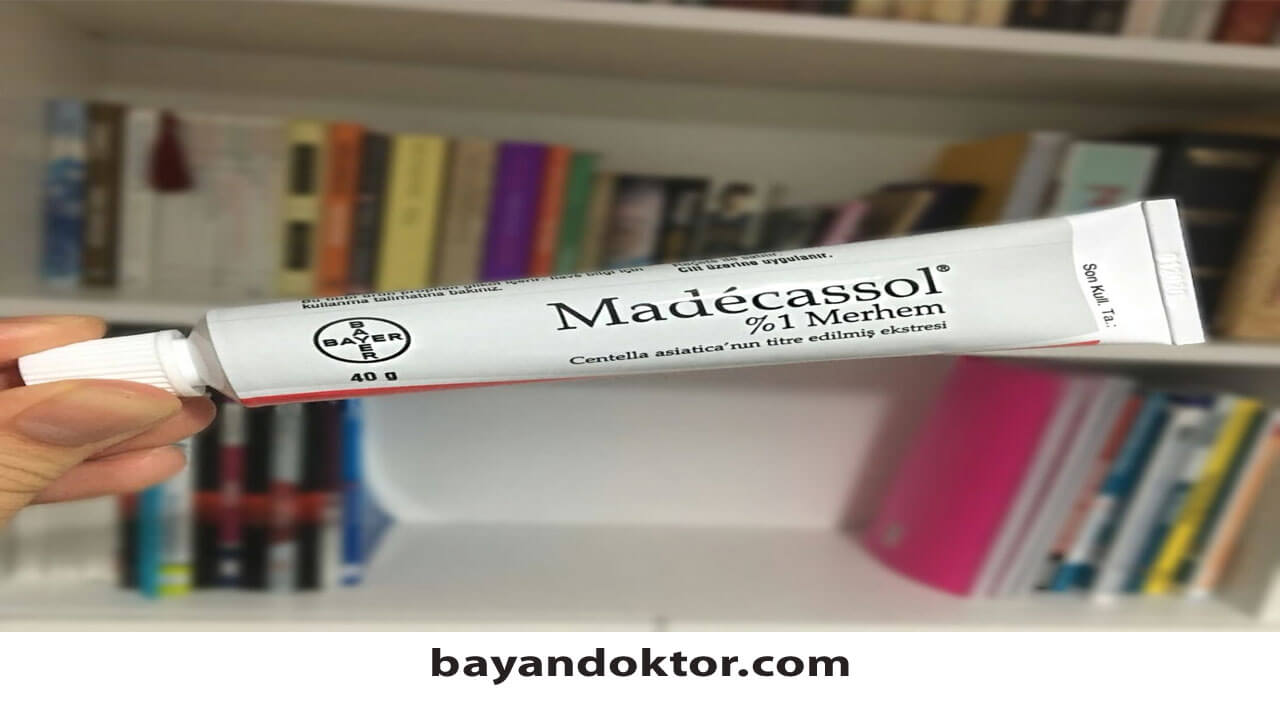 kullanma talimatına bakınız.
Cilt üzerine uygulanır.
BAYER
BAYER
40 g
Madécassol®
%1 Merhem
Centella asiatica'nın titre edilmiş ekstresi
Son Kull. Ta.:
bayandoktor.com